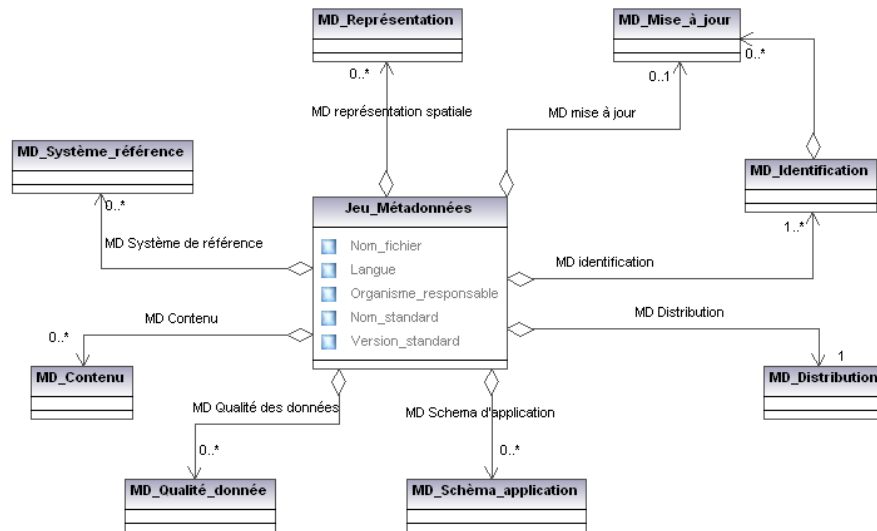 MD_Représentation
MD_Mise_à_jour
0..*
0..1
0..*
MD représentation spatiale
MD mise à jour
MD_Système_référence
MD_Identification
0..*
Jeu_Métadonnées
1..*
MD Système de référence
Nom_fichier
MD identification
Langue
Organisme_responsable
MD Contenu
Nom_standard
MD Distribution
0..*
Version_standard
1
MD_Contenu
MD_Distribution
MD Qualité des données
MD Schema d'application
0..*
0..*
MD_Qualité_donnée
MD_Schèma_application